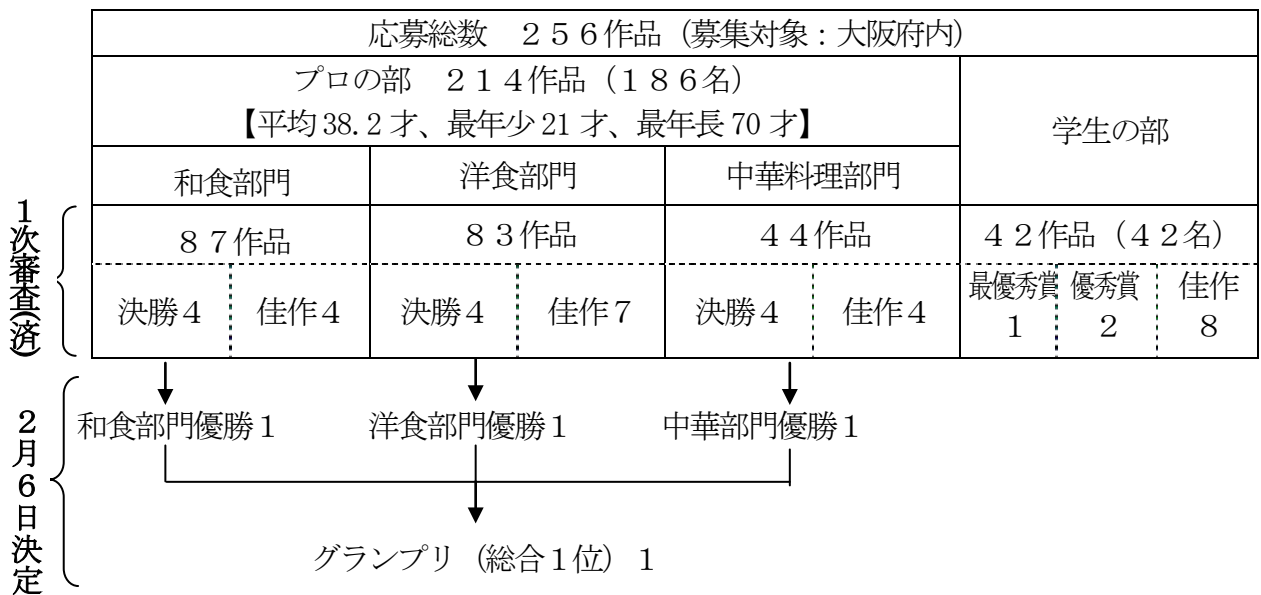 応募総数　２５６作品（募集対象：大阪府内）
プロの部　２１４作品（１８６名）
【平均38.2才、最年少21才、最年長70才】
学生の部
和食部門
洋食部門
中華料理部門
１次審査（済）
８７作品
８３作品
４４作品
４２作品（４２名）
決勝４
佳作４
決勝４
佳作７
決勝４
佳作４
最優秀賞
１
優秀賞
２
佳作
８
２月６日決定
和食部門優勝１
洋食部門優勝１
中華部門優勝１
グランプリ（総合１位）１